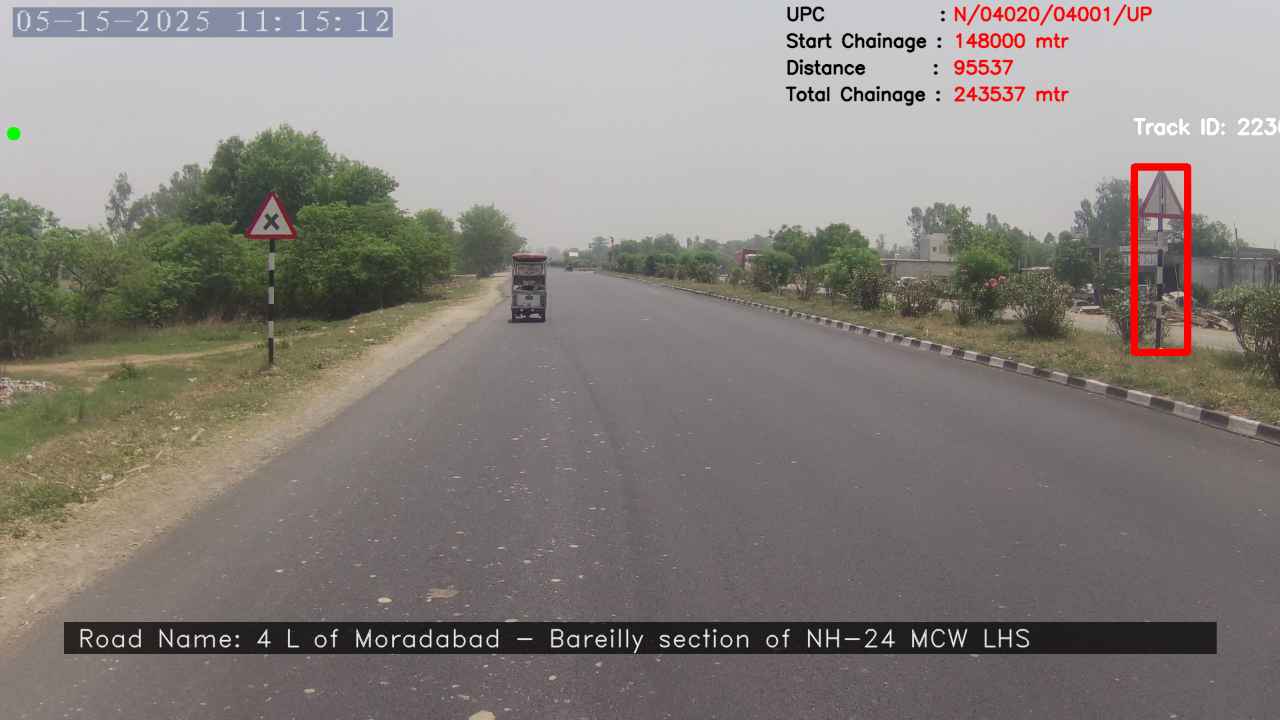 05-15-2025 11:15:12
UPC : N/04020/04001/UP
Start Chainage : 148000 mtr
Distance : 95537
Total Chainage : 243537 mtr
Track ID: 223
Road Name: 4 L of Moradabad - Bareilly section of NH-24 MCW LHS